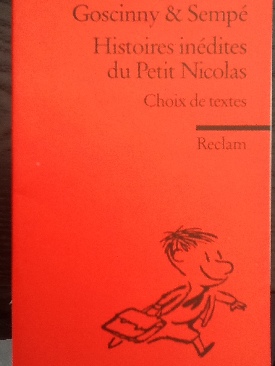 Goscinny & Sempé
Histoires inédites
du Petit Nicolas
Choix de textes
Reclam